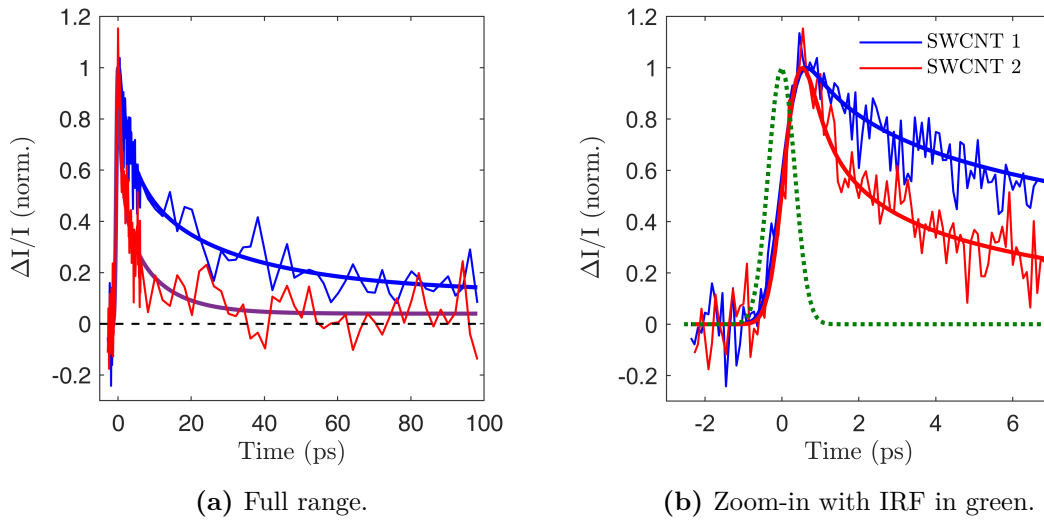 1.2
1
0.8
0.6
0.4
0.2
0
-0.2
ΔI/I (norm.)
0 20 40 60 80 100
Time (ps)
(a) Full range.
1.2
1
0.8
0.6
0.4
0.2
0
-0.2
ΔI/I (norm.)
SWCNT 1
SWCNT 2
-2 0 2 4 6
Time (ps)
(b) Zoom-in with IRF in green.